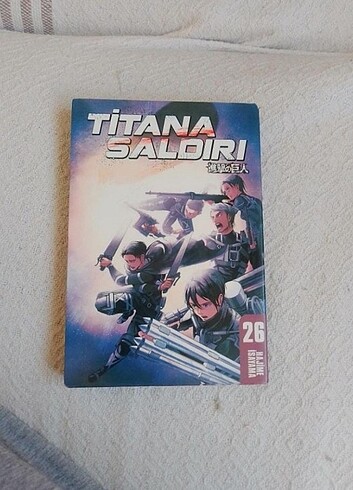 TİTANA
SALDIRI
進撃の巨人
26
HAJIME
ISAYAMA